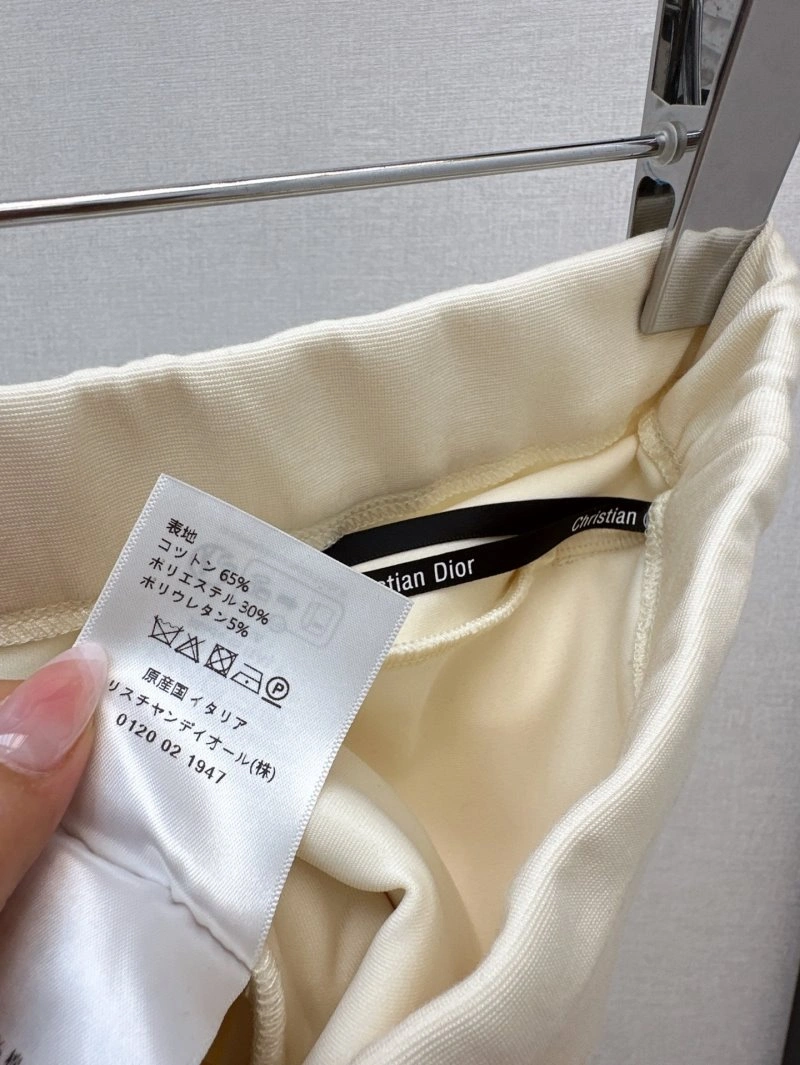 Christian
stian Dior
表地
コットン 65%
ポリエステル 30%
ポリウレタン5%
P
原産国 イタリア
リスチャンディオール(株)
0120 02 1947